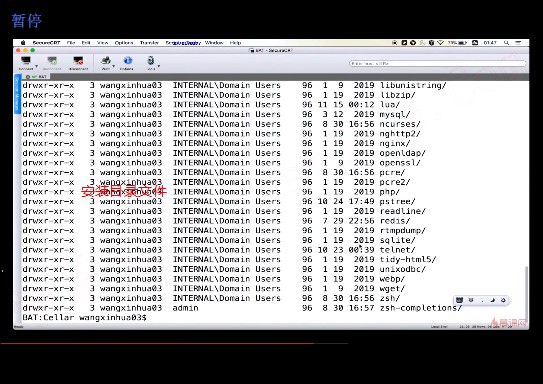 暂停
SecureCRT File Edit View Options Transfer Script Window Help 73% 01:47
BAT - SecureCRT
BAT
drwxr-xr-x 3 wangxinhua03 INTERNAL\Domain Users 96 1 9 2019 libunistring/
drwxr-xr-x 3 wangxinhua03 INTERNAL\Domain Users 96 1 19 2019 libzip/
drwxr-xr-x 3 wangxinhua03 INTERNAL\Domain Users 96 11 15 00:12 lua/
drwxr-xr-x 3 wangxinhua03 INTERNAL\Domain Users 96 3 12 2019 mysql/
drwxr-xr-x 3 wangxinhua03 INTERNAL\Domain Users 96 8 30 16:56 ncurses/
drwxr-xr-x 3 wangxinhua03 INTERNAL\Domain Users 96 1 19 2019 nghttp2/
drwxr-xr-x 3 wangxinhua03 INTERNAL\Domain Users 96 1 19 2019 nginx/
drwxr-xr-x 3 wangxinhua03 INTERNAL\Domain Users 96 1 19 2019 openldap/
drwxr-xr-x 3 wangxinhua03 INTERNAL\Domain Users 96 1 9 2019 openssl/
drwxr-xr-x 3 wangxinhua03 INTERNAL\Domain Users 96 8 30 16:56 pcre/
drwxr-xr-x 3 wangxinhua03 INTERNAL\Domain Users 96 1 19 2019 pcre2/
drwxr-xr-x 3 wangxinhua03 INTERNAL\Domain Users 96 1 19 2019 php/
安装目录文件
drwxr-xr-x 3 wangxinhua03 INTERNAL\Domain Users 96 10 24 17:49 pstree/
drwxr-xr-x 3 wangxinhua03 INTERNAL\Domain Users 96 1 19 2019 readline/
drwxr-xr-x 3 wangxinhua03 INTERNAL\Domain Users 96 7 29 22:56 redis/
drwxr-xr-x 3 wangxinhua03 INTERNAL\Domain Users 96 1 19 2019 rtmpdump/
drwxr-xr-x 3 wangxinhua03 INTERNAL\Domain Users 96 1 19 2019 sqlite/
drwxr-xr-x 3 wangxinhua03 INTERNAL\Domain Users 96 10 23 00:39 telnet/
drwxr-xr-x 3 wangxinhua03 INTERNAL\Domain Users 96 1 19 2019 tidy-html5/
drwxr-xr-x 3 wangxinhua03 INTERNAL\Domain Users 96 1 19 2019 unixodbc/
drwxr-xr-x 3 wangxinhua03 INTERNAL\Domain Users 96 1 19 2019 webp/
drwxr-xr-x 3 wangxinhua03 INTERNAL\Domain Users 96 1 9 2019 wget/
drwxr-xr-x 3 wangxinhua03 INTERNAL\Domain Users 96 8 30 16:56 zsh/
drwxr-xr-x 3 wangxinhua03 admin 96 8 30 16:57 zsh-completions/
BAT:Cellar wangxinhua03$
慕课网